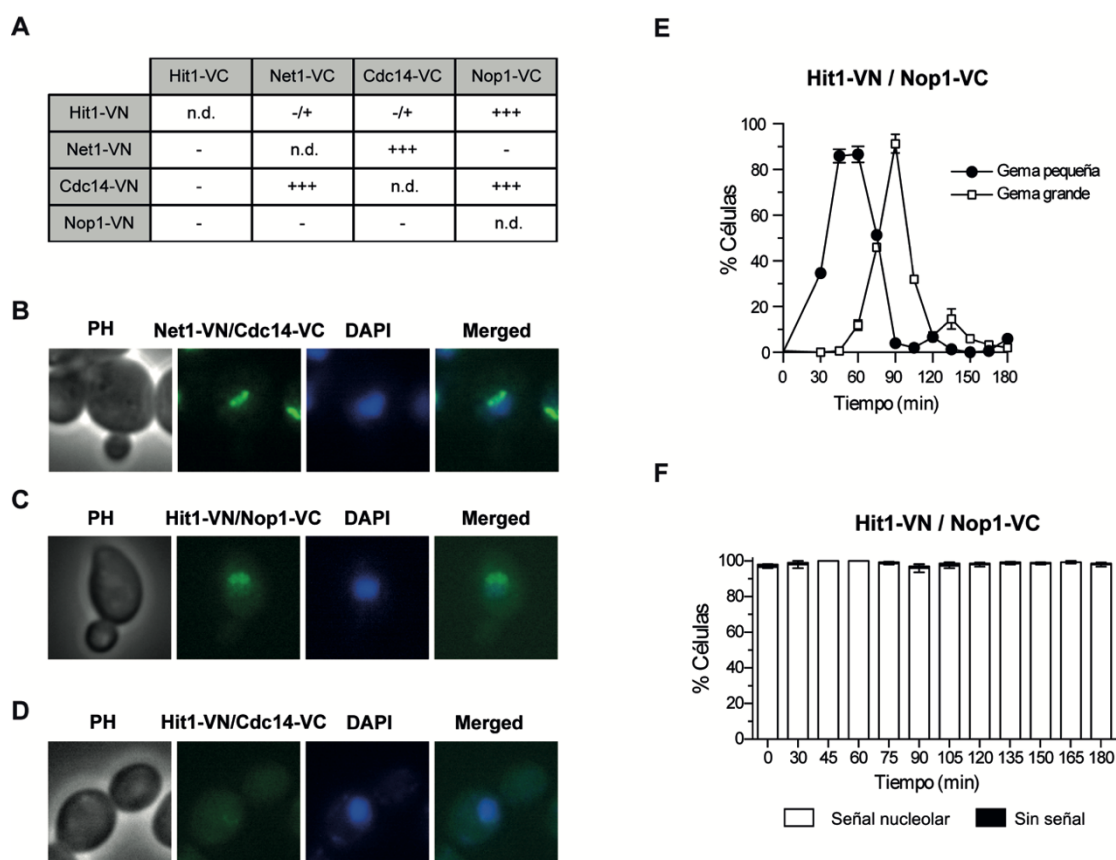 A
Hit1-VC Net1-VC Cdc14-VC Nop1-VC
Hit1-VN n.d. -/+ -/+ +++
Net1-VN - n.d. +++ -
Cdc14-VN - +++ n.d. +++
Nop1-VN - - - n.d.
B
PH Net1-VN/Cdc14-VC DAPI Merged
C
PH Hit1-VN/Nop1-VC DAPI Merged
D
PH Hit1-VN/Cdc14-VC DAPI Merged
E
Hit1-VN / Nop1-VC
% Células
100
80
60
40
20
0
0 30 60 90 120 150 180
Tiempo (min)
Gema pequeña
Gema grande
F
Hit1-VN / Nop1-VC
% Células
100
80
60
40
20
0
0 30 45 60 75 90 105 120 135 150 165 180
Tiempo (min)
Señal nucleolar Sin señal